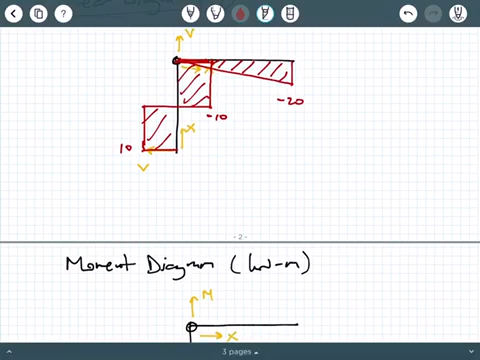 V
-20
-10
X
10
V
- 2 -
Moment Diagram (kN-m)
M
X
3 pages